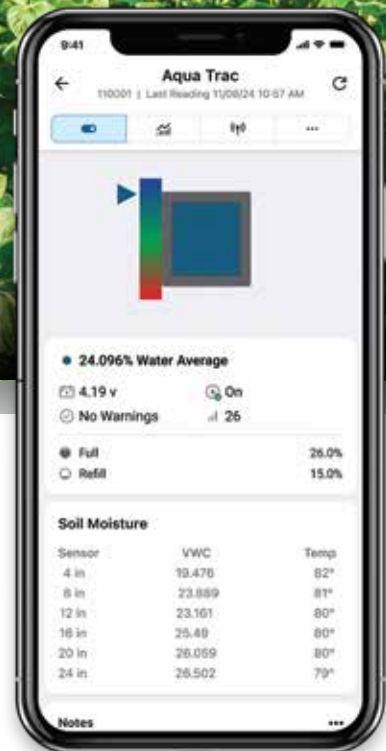 9:41
Aqua Trac
110001 | Last Reading 11/08/24 10:57 AM
24.096% Water Average
4.19 v On
No Warnings 26
Full 26.0%
Refill 15.0%
Soil Moisture
Sensor VWC Temp
4 in 19.476 82°
8 in 23.889 81°
12 in 23.161 80°
16 in 25.49 80°
20 in 26.059 80°
24 in 26.502 79°
Notes